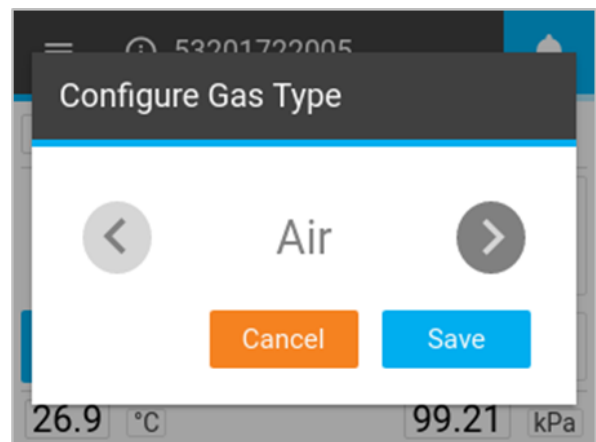 53201722005
Configure Gas Type
Air
Cancel Save
26.9 °C 99.21 kPa